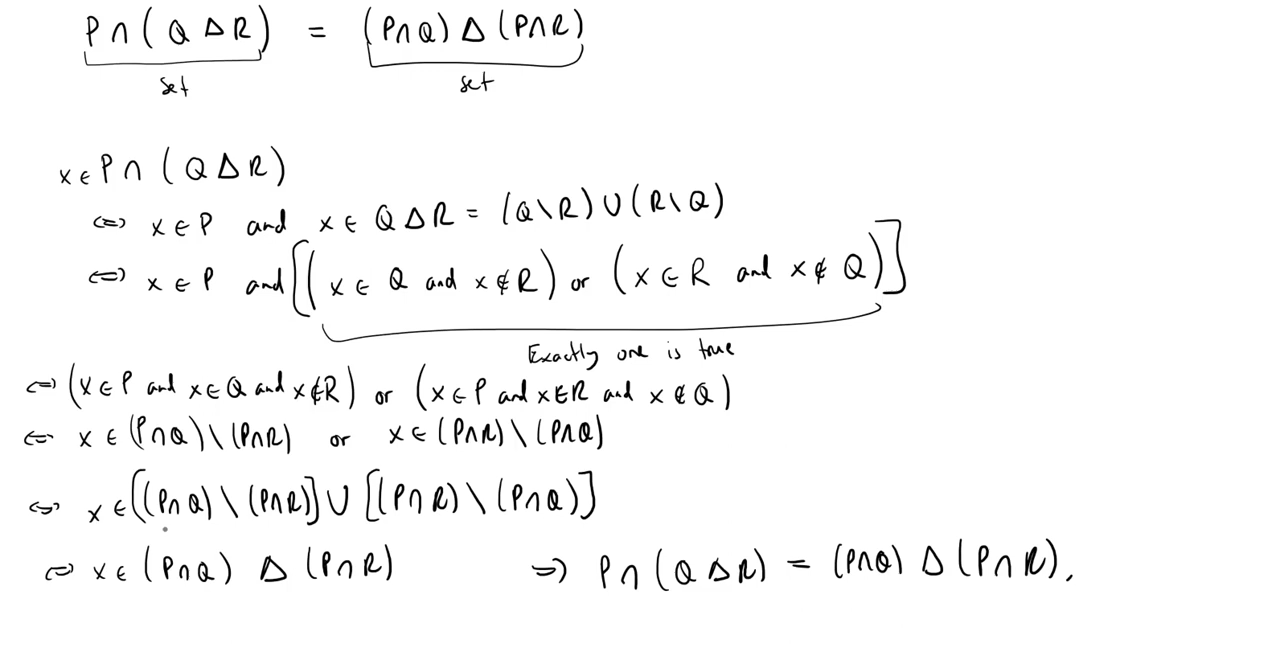 P ∩ ( Q Δ R ) = (P∩Q) Δ (P∩R)
set set
x ∈ P ∩ ( Q Δ R )
⇔ x ∈ P and x ∈ Q Δ R = (Q\R) ∪ (R\Q)
⇔ x ∈ P and [( x ∈ Q and x ∉ R ) or ( x ∈ R and x ∉ Q )]
Exactly one is true
⇔ (x ∈ P and x ∈ Q and x ∉ R) or (x ∈ P and x ∈ R and x ∉ Q)
⇔ x ∈ (P∩Q) \ (P∩R) or x ∈ (P∩R) \ (P∩Q)
⇔ x ∈ [(P∩Q) \ (P∩R)] ∪ [(P∩R) \ (P∩Q)]
⇔ x ∈ (P∩Q) Δ (P∩R) ⇒ P∩(Q Δ R) = (P∩Q) Δ (P∩R).